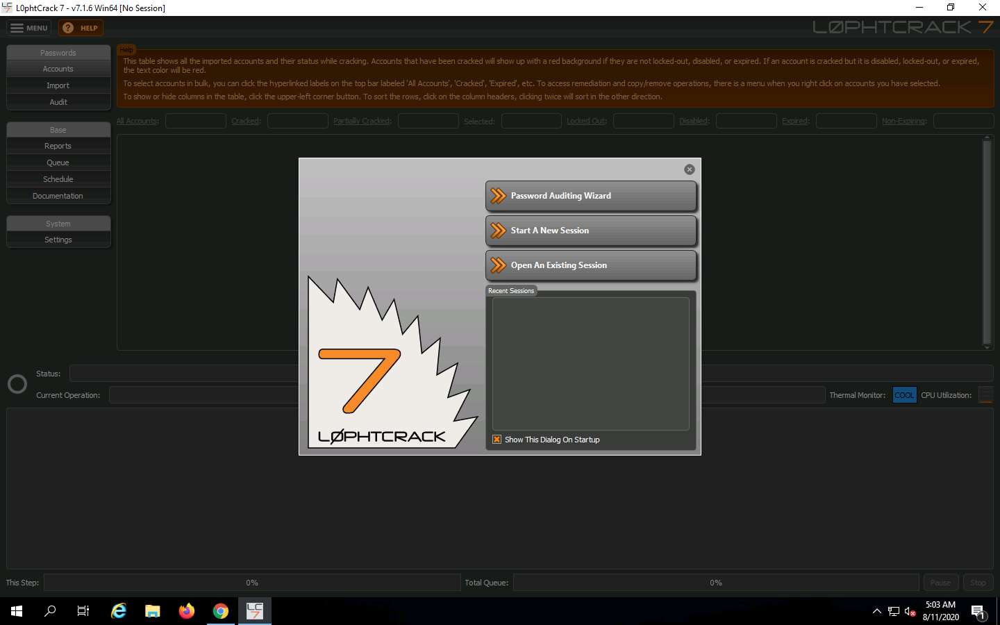 L0phtCrack 7 - v7.1.6 Win64 [No Session]
MENU HELP
LØPHTCRACK 7
Passwords
Accounts
Import
Audit
Base
Reports
Queue
Schedule
Documentation
System
Settings
Help
This table shows all the imported accounts and their status while cracking. Accounts that have been cracked will show up with a red background if they are not locked-out, disabled, or expired. If an account is cracked but it is disabled, locked-out, or expired,
the text color will be red.
To select accounts in bulk, you can click the hyperlinked labels on the top bar labeled 'All Accounts', 'Cracked', 'Expired', etc. To access remediation and copy/remove operations, there is a menu when you right click on accounts you have selected.
To show or hide columns in the table, click the upper-left corner button. To sort the rows, click on the column headers, clicking twice will sort in the other direction.
All Accounts: Cracked: Partially Cracked: Selected: Locked Out: Disabled: Expired: Non-Expiring:
Password Auditing Wizard
Start A New Session
Open An Existing Session
Recent Sessions
Show This Dialog On Startup
7
LØPHTCRACK
Status:
Current Operation:
Thermal Monitor: COOL CPU Utilization:
This Step: 0% Total Queue: 0% Pause Stop
LC
7
5:03 AM
8/11/2020
1